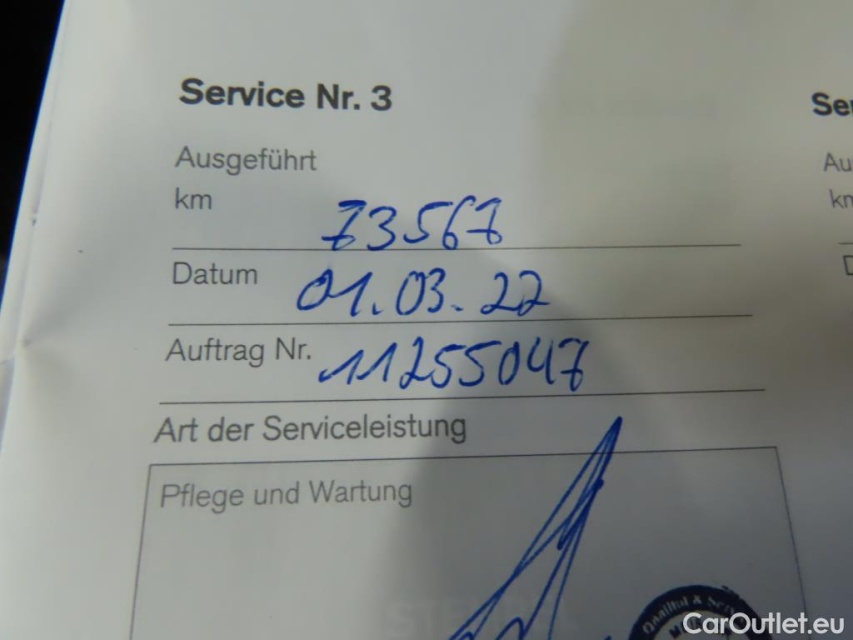 Service Nr. 3
Ausgeführt
km 73567
Datum 01.03.22
Auftrag Nr. 11255047
Art der Serviceleistung
Pflege und Wartung
CarOutlet.eu